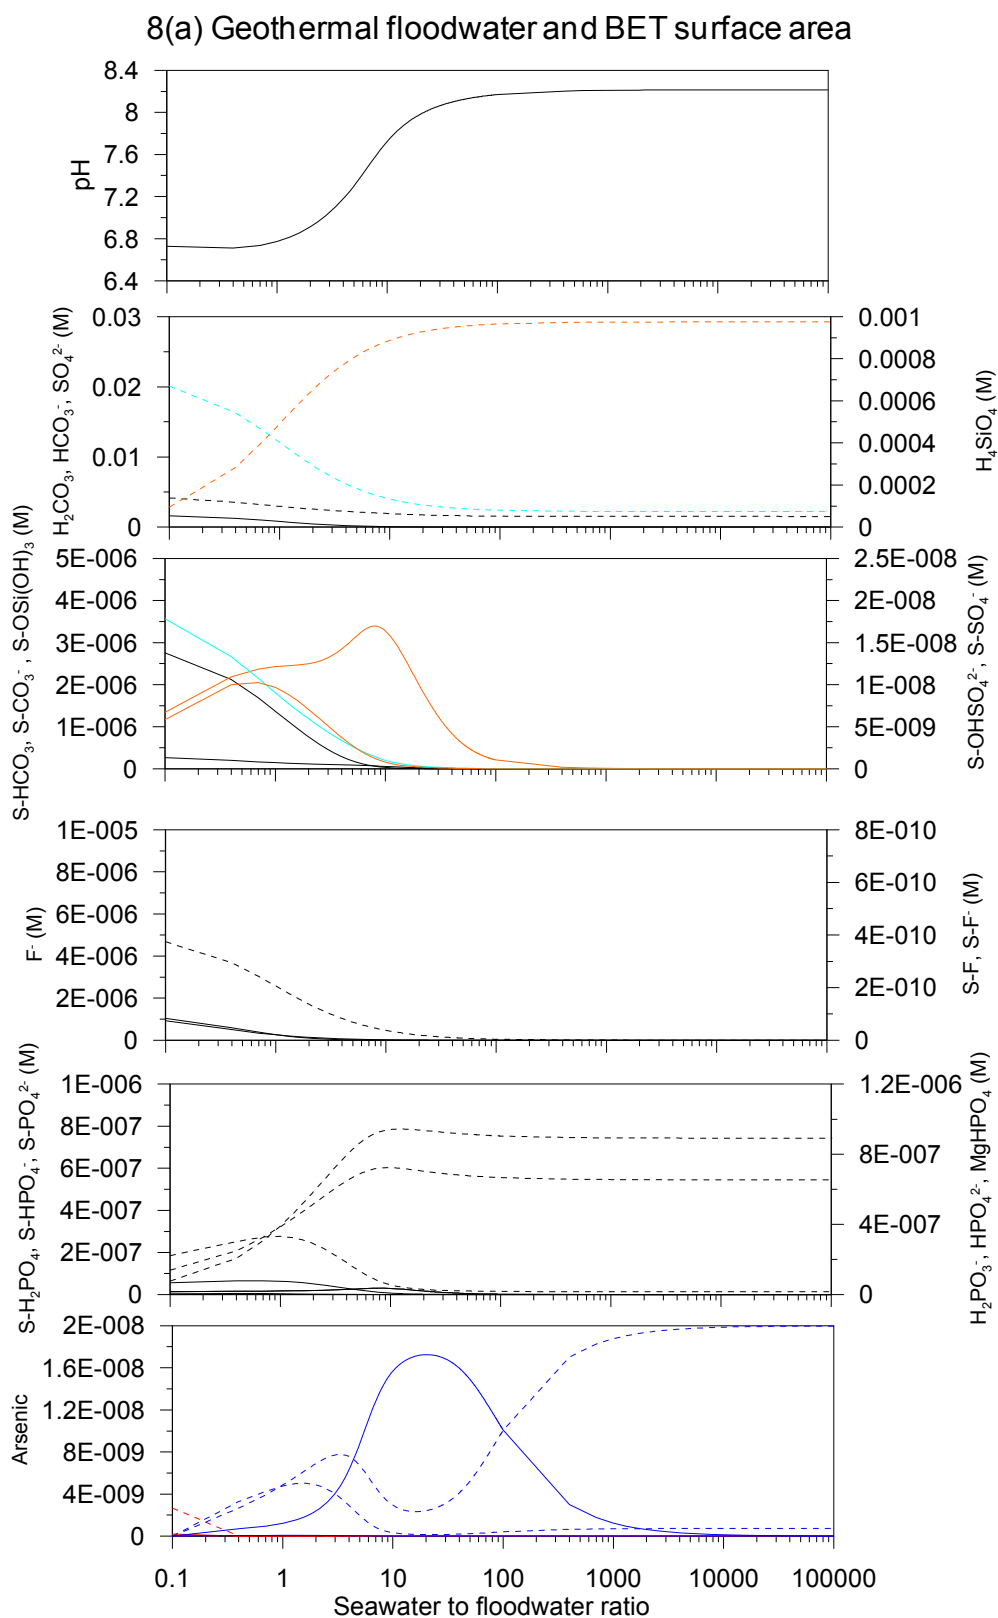 8(a) Geothermal floodwater and BET surface area
8.4
8
7.6
7.2
6.8
6.4
pH
0.03
0.02
0.01
0
H₂CO₃, HCO₃⁻, SO₄²⁻ (M)
0.001
0.0008
0.0006
0.0004
0.0002
0
H₄SiO₄ (M)
5E-006
4E-006
3E-006
2E-006
1E-006
0
S-HCO₃, S-CO₃⁻, S-OSi(OH)₃ (M)
2.5E-008
2E-008
1.5E-008
1E-008
5E-009
0
S-OHSO₄²⁻, S-SO₄⁻ (M)
1E-005
8E-006
6E-006
4E-006
2E-006
0
F⁻ (M)
8E-010
6E-010
4E-010
2E-010
0
S-F, S-F⁻ (M)
1E-006
8E-007
6E-007
4E-007
2E-007
0
S-H₂PO₄, S-HPO₄⁻, S-PO₄²⁻ (M)
1.2E-006
8E-007
4E-007
0
H₂PO₃⁻, HPO₄²⁻, MgHPO₄ (M)
2E-008
1.6E-008
1.2E-008
8E-009
4E-009
0
Arsenic
0.1 1 10 100 1000 10000 100000
Seawater to floodwater ratio